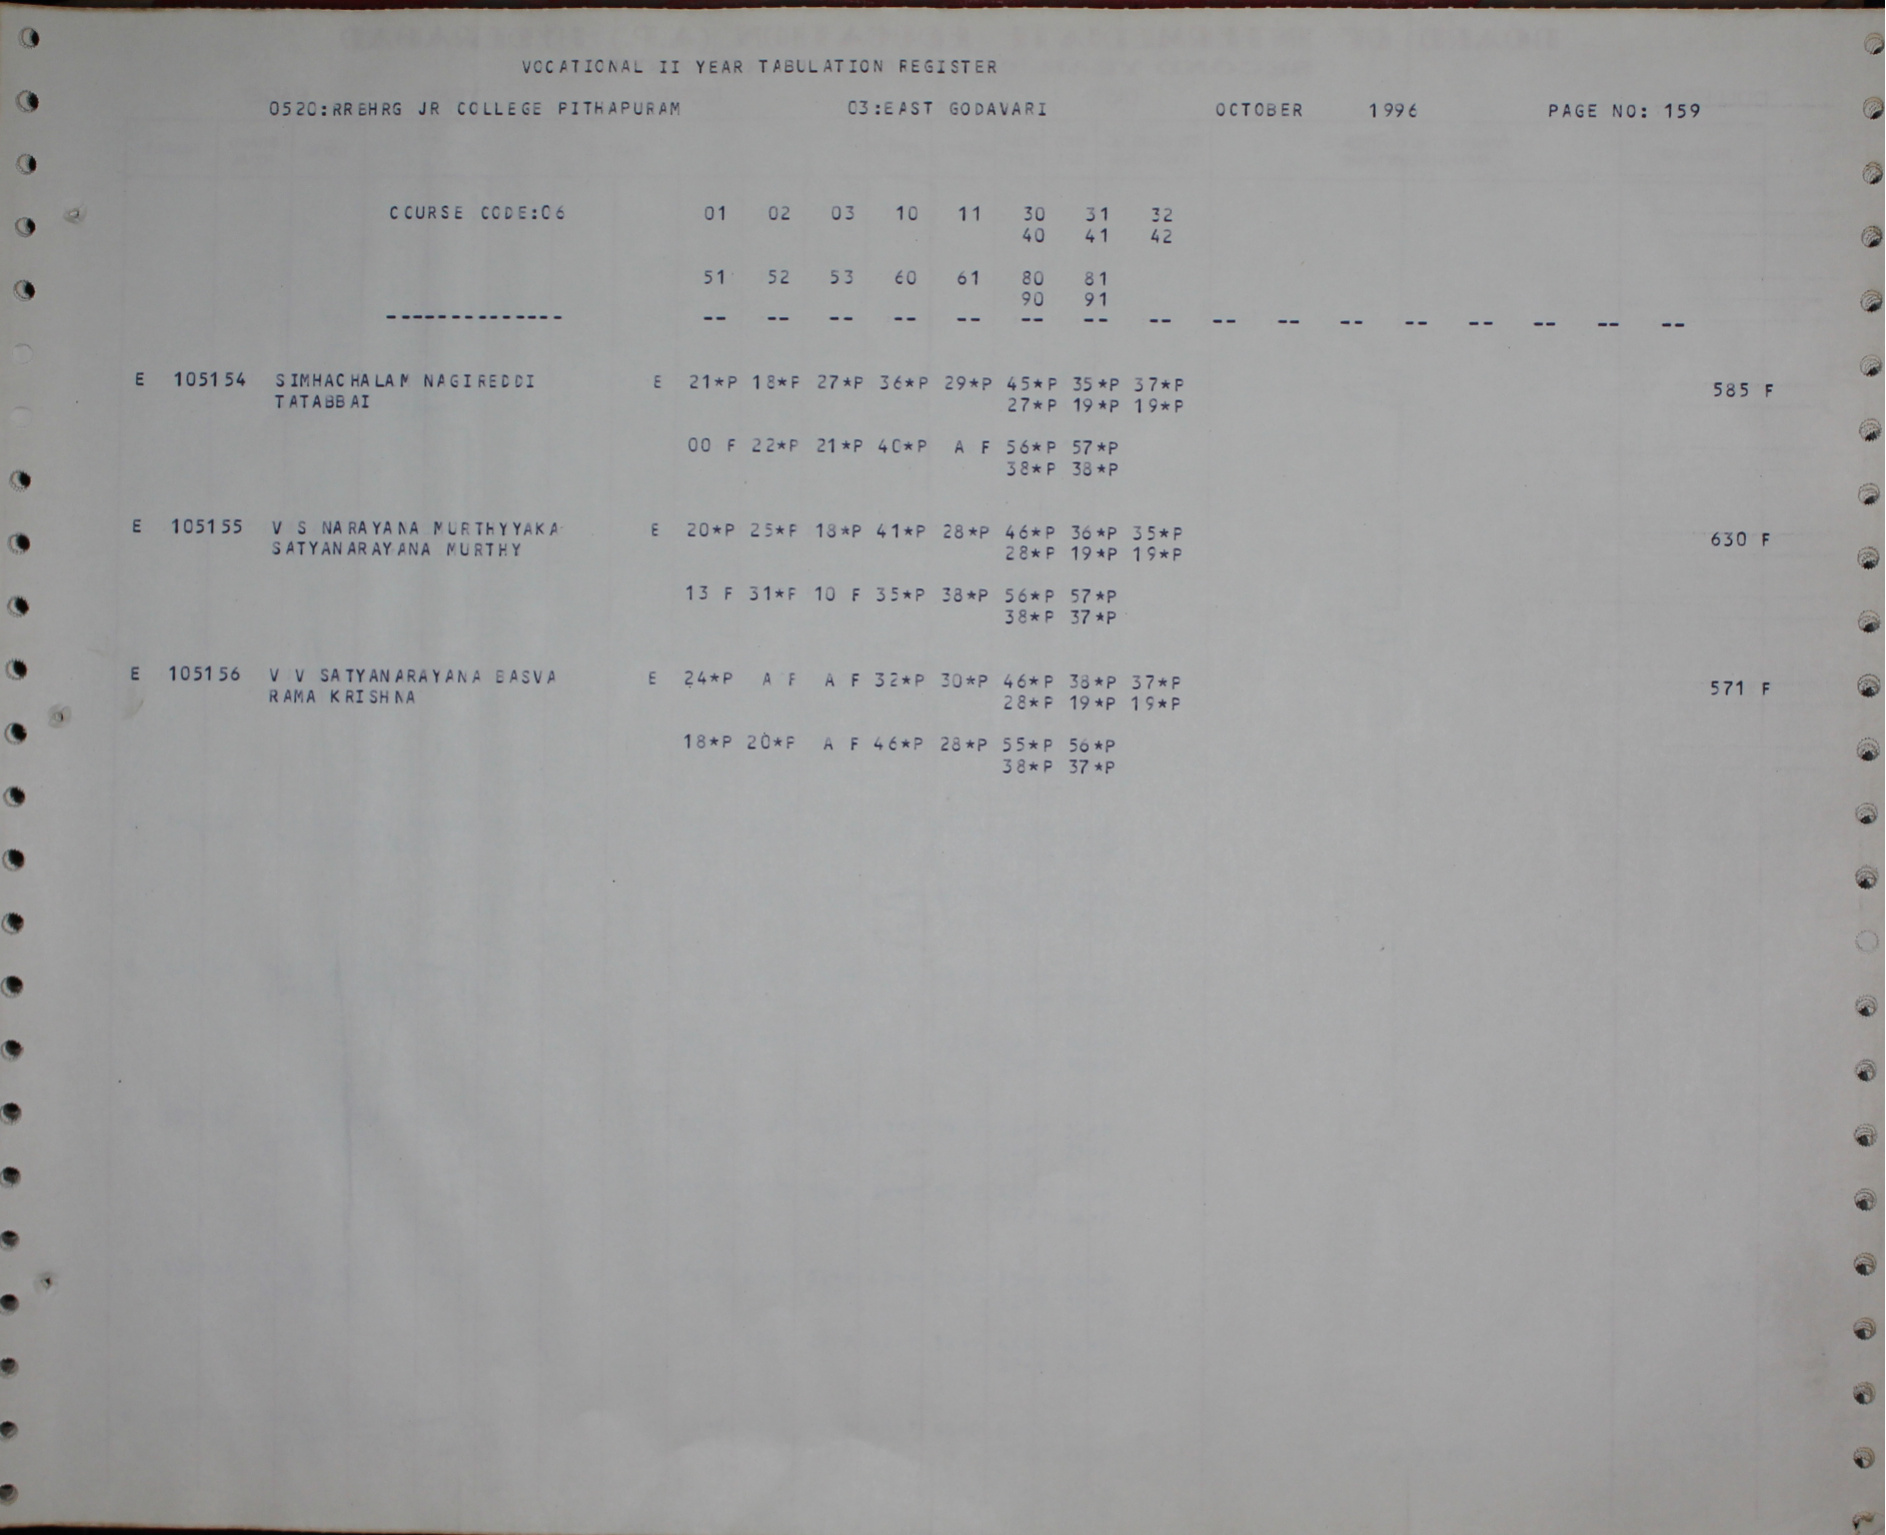 VOCATIONAL II YEAR TABULATION REGISTER
0520:RRBHRG JR COLLEGE PITHAPURAM 03:EAST GODAVARI OCTOBER 1996 PAGE NO: 159
COURSE CODE:06 01 02 03 10 11 30 31 32
40 41 42
51 52 53 60 61 80 81
90 91
-------------- -- -- -- -- -- -- -- -- -- -- -- -- -- -- -- --
E 105154 SIMHACHALAM NAGIREDDI E 21*P 18*P 27*P 36*P 29*P 45*P 35*P 37*P 585 F
TATABBAI 27*P 19*P 19*P
00 F 22*P 21*P 40*P A F 56*P 57*P
38*P 38*P
E 105155 V S NARAYANA MURTHYYAKA E 20*P 25*P 18*P 41*P 28*P 46*P 36*P 35*P 630 F
SATYANARAYANA MURTHY 28*P 19*P 19*P
13 F 31*P 10 F 35*P 38*P 56*P 57*P
38*P 37*P
E 105156 V V SATYANARAYANA BASVA E 24*P A F A F 32*P 30*P 46*P 38*P 37*P 571 F
RAMA KRISHNA 28*P 19*P 19*P
18*P 20*P A F 46*P 28*P 55*P 56*P
38*P 37*P